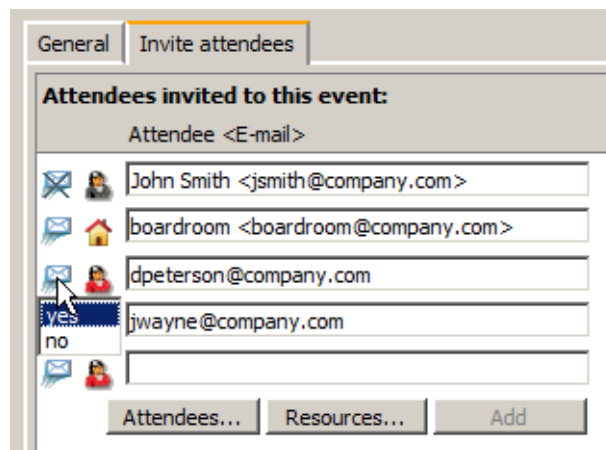 General Invite attendees
Attendees invited to this event:
Attendee <E-mail>
John Smith <jsmith@company.com>
boardroom <boardroom@company.com>
dpeterson@company.com
yes jwayne@company.com
no
Attendees... Resources... Add